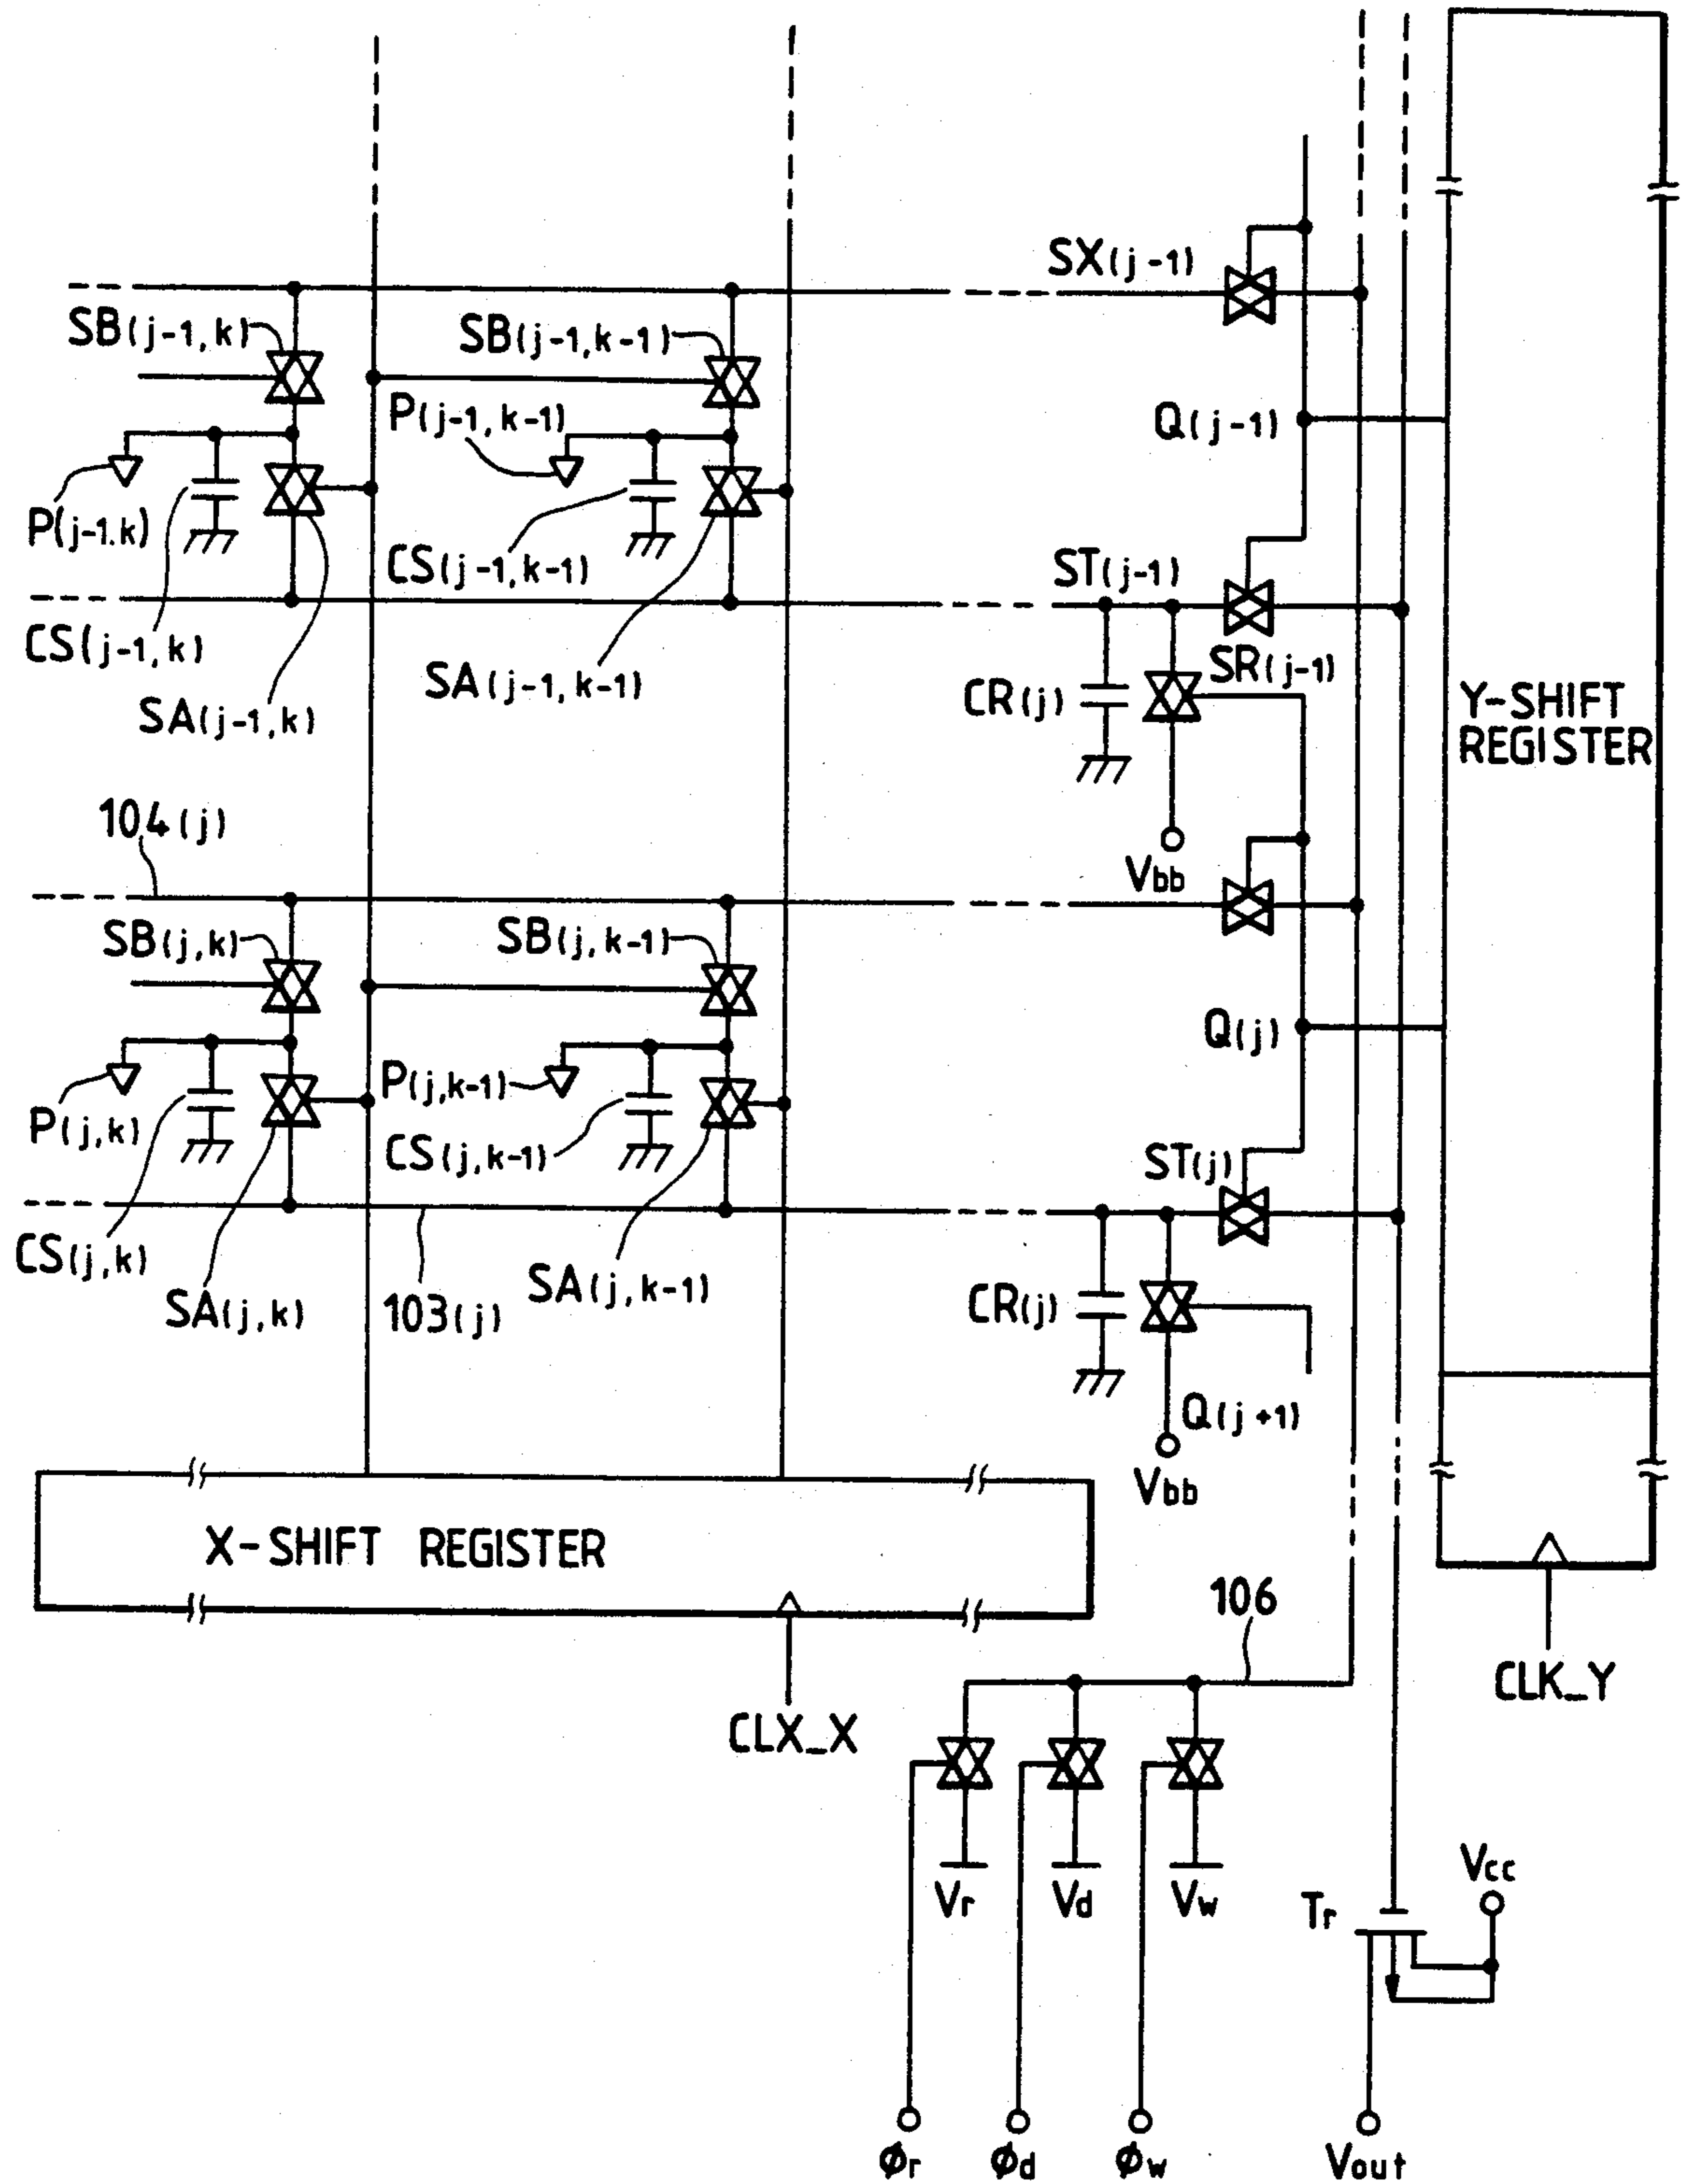 SX(j-1)
SB(j-1,k)
SB(j-1,k-1)
P(j-1,k-1)
Q(j-1)
P(j-1.k)
CS(j-1,k-1)
ST(j-1)
CS(j-1,k)
SA(j-1,k-1)
SR(j-1)
SA(j-1,k)
CR(j)
Y-SHIFT
REGISTER
104(j)
Vbb
SB(j,k)
SB(j,k-1)
Q(j)
P(j,k)
P(j,k-1)
CS(j,k-1)
ST(j)
CS(j,k)
SA(j,k)
103(j)
SA(j,k-1)
CR(j)
Q(j+1)
Vbb
X-SHIFT REGISTER
106
CLX_X
CLK_Y
Vr
Vd
Vw
Tr
Vcc
ϕr
ϕd
ϕw
Vout